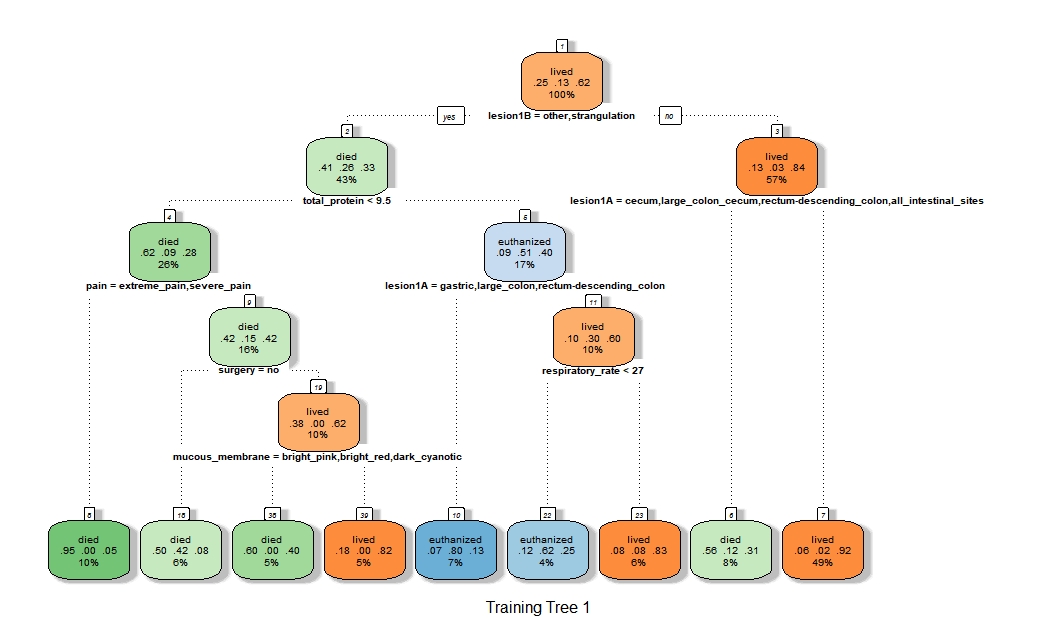 1
lived
.25 .13 .62
100%
yes
lesion1B = other,strangulation
no
2
died
.41 .26 .33
43%
3
lived
.13 .03 .84
57%
total_protein < 9.5
lesion1A = cecum,large_colon_cecum,rectum-descending_colon,all_intestinal_sites
4
died
.62 .09 .28
26%
5
euthanized
.09 .51 .40
17%
pain = extreme_pain,severe_pain
lesion1A = gastric,large_colon,rectum-descending_colon
9
died
.42 .15 .42
16%
11
lived
.10 .30 .60
10%
surgery = no
respiratory_rate < 27
19
lived
.38 .00 .62
10%
mucous_membrane = bright_pink,bright_red,dark_cyanotic
8
died
.95 .00 .05
10%
18
died
.50 .42 .08
6%
38
died
.60 .00 .40
5%
39
lived
.18 .00 .82
5%
10
euthanized
.07 .80 .13
7%
22
euthanized
.12 .62 .25
4%
23
lived
.08 .08 .83
6%
6
died
.56 .12 .31
8%
7
lived
.06 .02 .92
49%
Training Tree 1